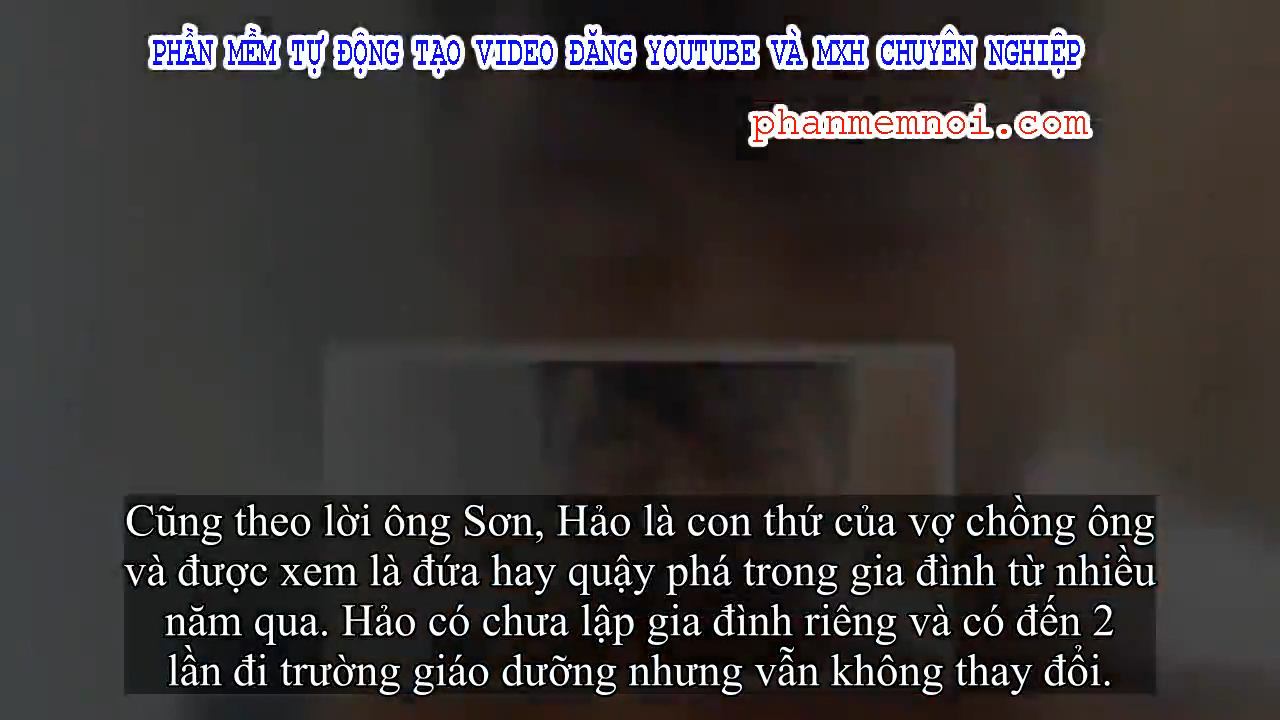 PHẦN MỀM TỰ ĐỘNG TẠO VIDEO ĐĂNG YOUTUBE VÀ MXH CHUYÊN NGHIỆP
phanmemnoi.com
Cũng theo lời ông Sơn, Hảo là con thứ của vợ chồng ông
và được xem là đứa hay quậy phá trong gia đình từ nhiều
năm qua. Hảo có chưa lập gia đình riêng và có đến 2
lần đi trường giáo dưỡng nhưng vẫn không thay đổi.